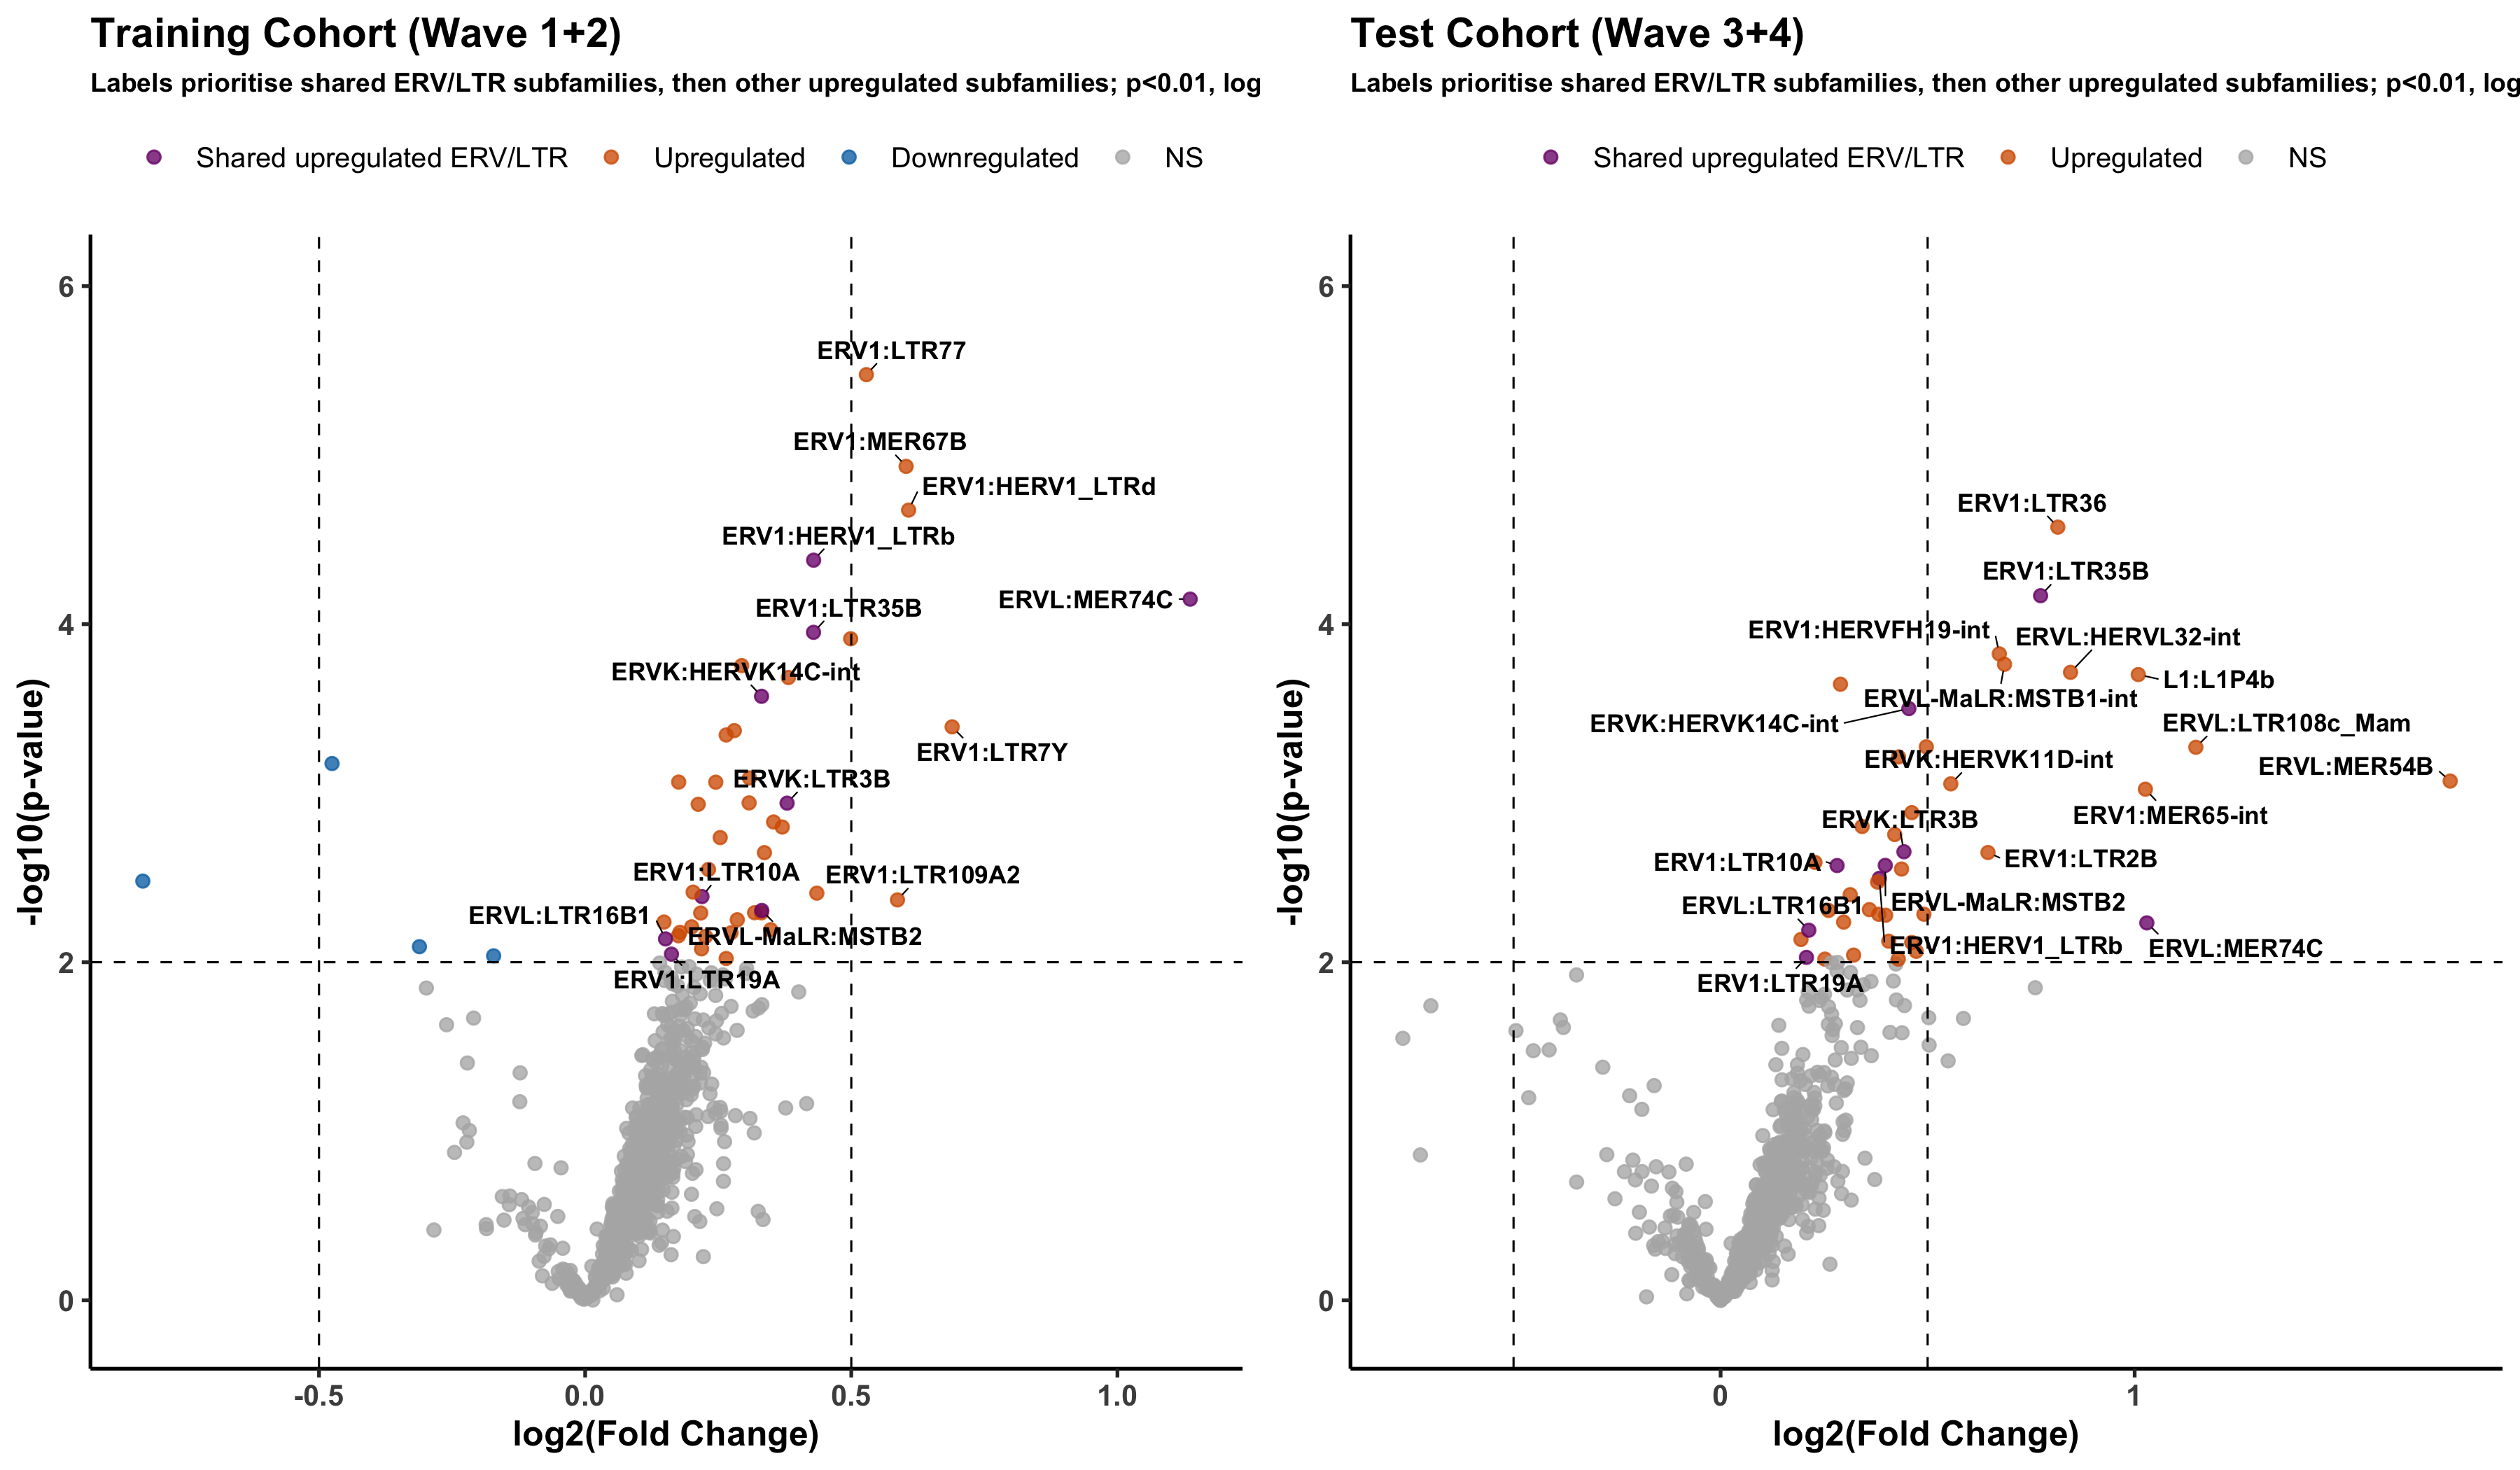 Training Cohort (Wave 1+2)
Labels prioritise shared ERV/LTR subfamilies, then other upregulated subfamilies; p<0.01, log
Shared upregulated ERV/LTR
Upregulated
Downregulated
NS
-log10(p-value)
6
4
2
0
ERV1:LTR77
ERV1:MER67B
ERV1:HERV1_LTRd
ERV1:HERV1_LTRb
ERVL:MER74C
ERV1:LTR35B
ERVK:HERVK14C-int
ERV1:LTR7Y
ERVK:LTR3B
ERV1:LTR10A
ERV1:LTR109A2
ERVL:LTR16B1
ERVL-MaLR:MSTB2
ERV1:LTR19A
-0.5
0.0
0.5
1.0
log2(Fold Change)
Test Cohort (Wave 3+4)
Labels prioritise shared ERV/LTR subfamilies, then other upregulated subfamilies; p<0.01, log
Shared upregulated ERV/LTR
Upregulated
NS
-log10(p-value)
6
4
2
0
ERV1:LTR36
ERV1:LTR35B
ERV1:HERVFH19-int
ERVL:HERVL32-int
L1:L1P4b
ERVL-MaLR:MSTB1-int
ERVK:HERVK14C-int
ERVL:LTR108c_Mam
ERVK:HERVK11D-int
ERVL:MER54B
ERV1:MER65-int
ERVK:LTR3B
ERV1:LTR10A
ERV1:LTR2B
ERVL-MaLR:MSTB2
ERVL:LTR16B1
ERV1:HERV1_LTRb
ERVL:MER74C
ERV1:LTR19A
0
1
log2(Fold Change)